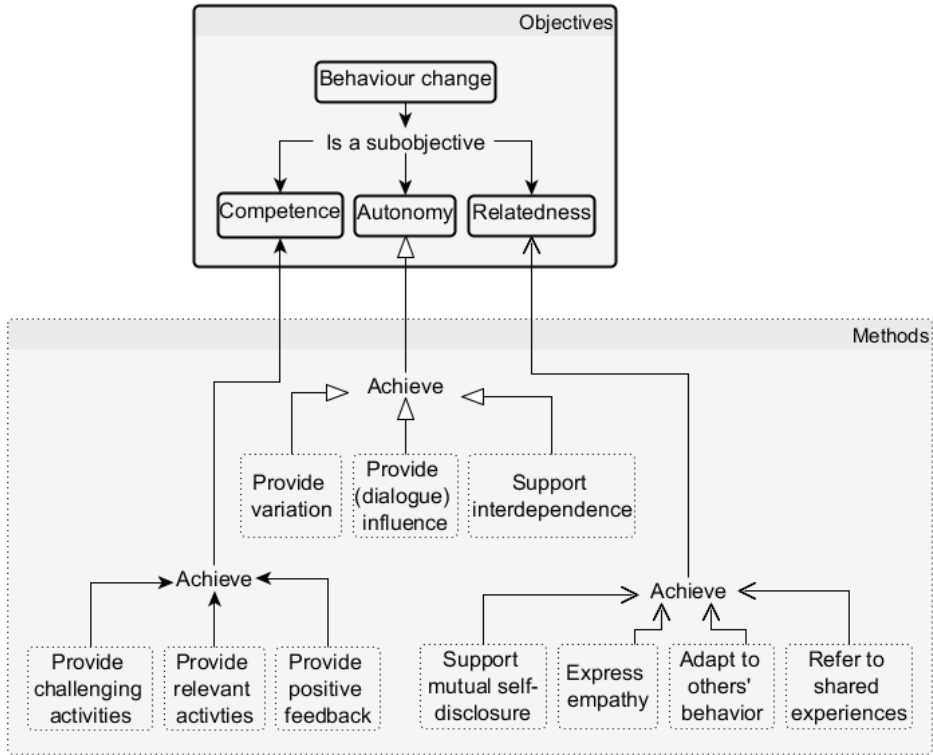 Objectives
Behaviour change
Is a subobjective
Competence
Autonomy
Relatedness
Methods
Achieve
Provide
variation
Provide
(dialogue)
influence
Support
interdependence
Achieve
Provide
challenging
activities
Provide
relevant
activties
Provide
positive
feedback
Achieve
Support
mutual self-
disclosure
Express
empathy
Adapt to
others'
behavior
Refer to
shared
experiences